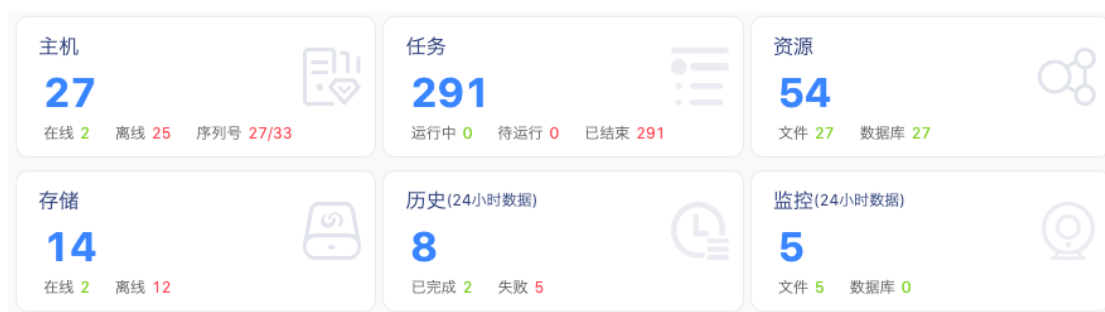 主机
27
在线 2 离线 25 序列号 27/33
任务
291
运行中 0 待运行 0 已结束 291
资源
54
文件 27 数据库 27
存储
14
在线 2 离线 12
历史(24小时数据)
8
已完成 2 失败 5
监控(24小时数据)
5
文件 5 数据库 0